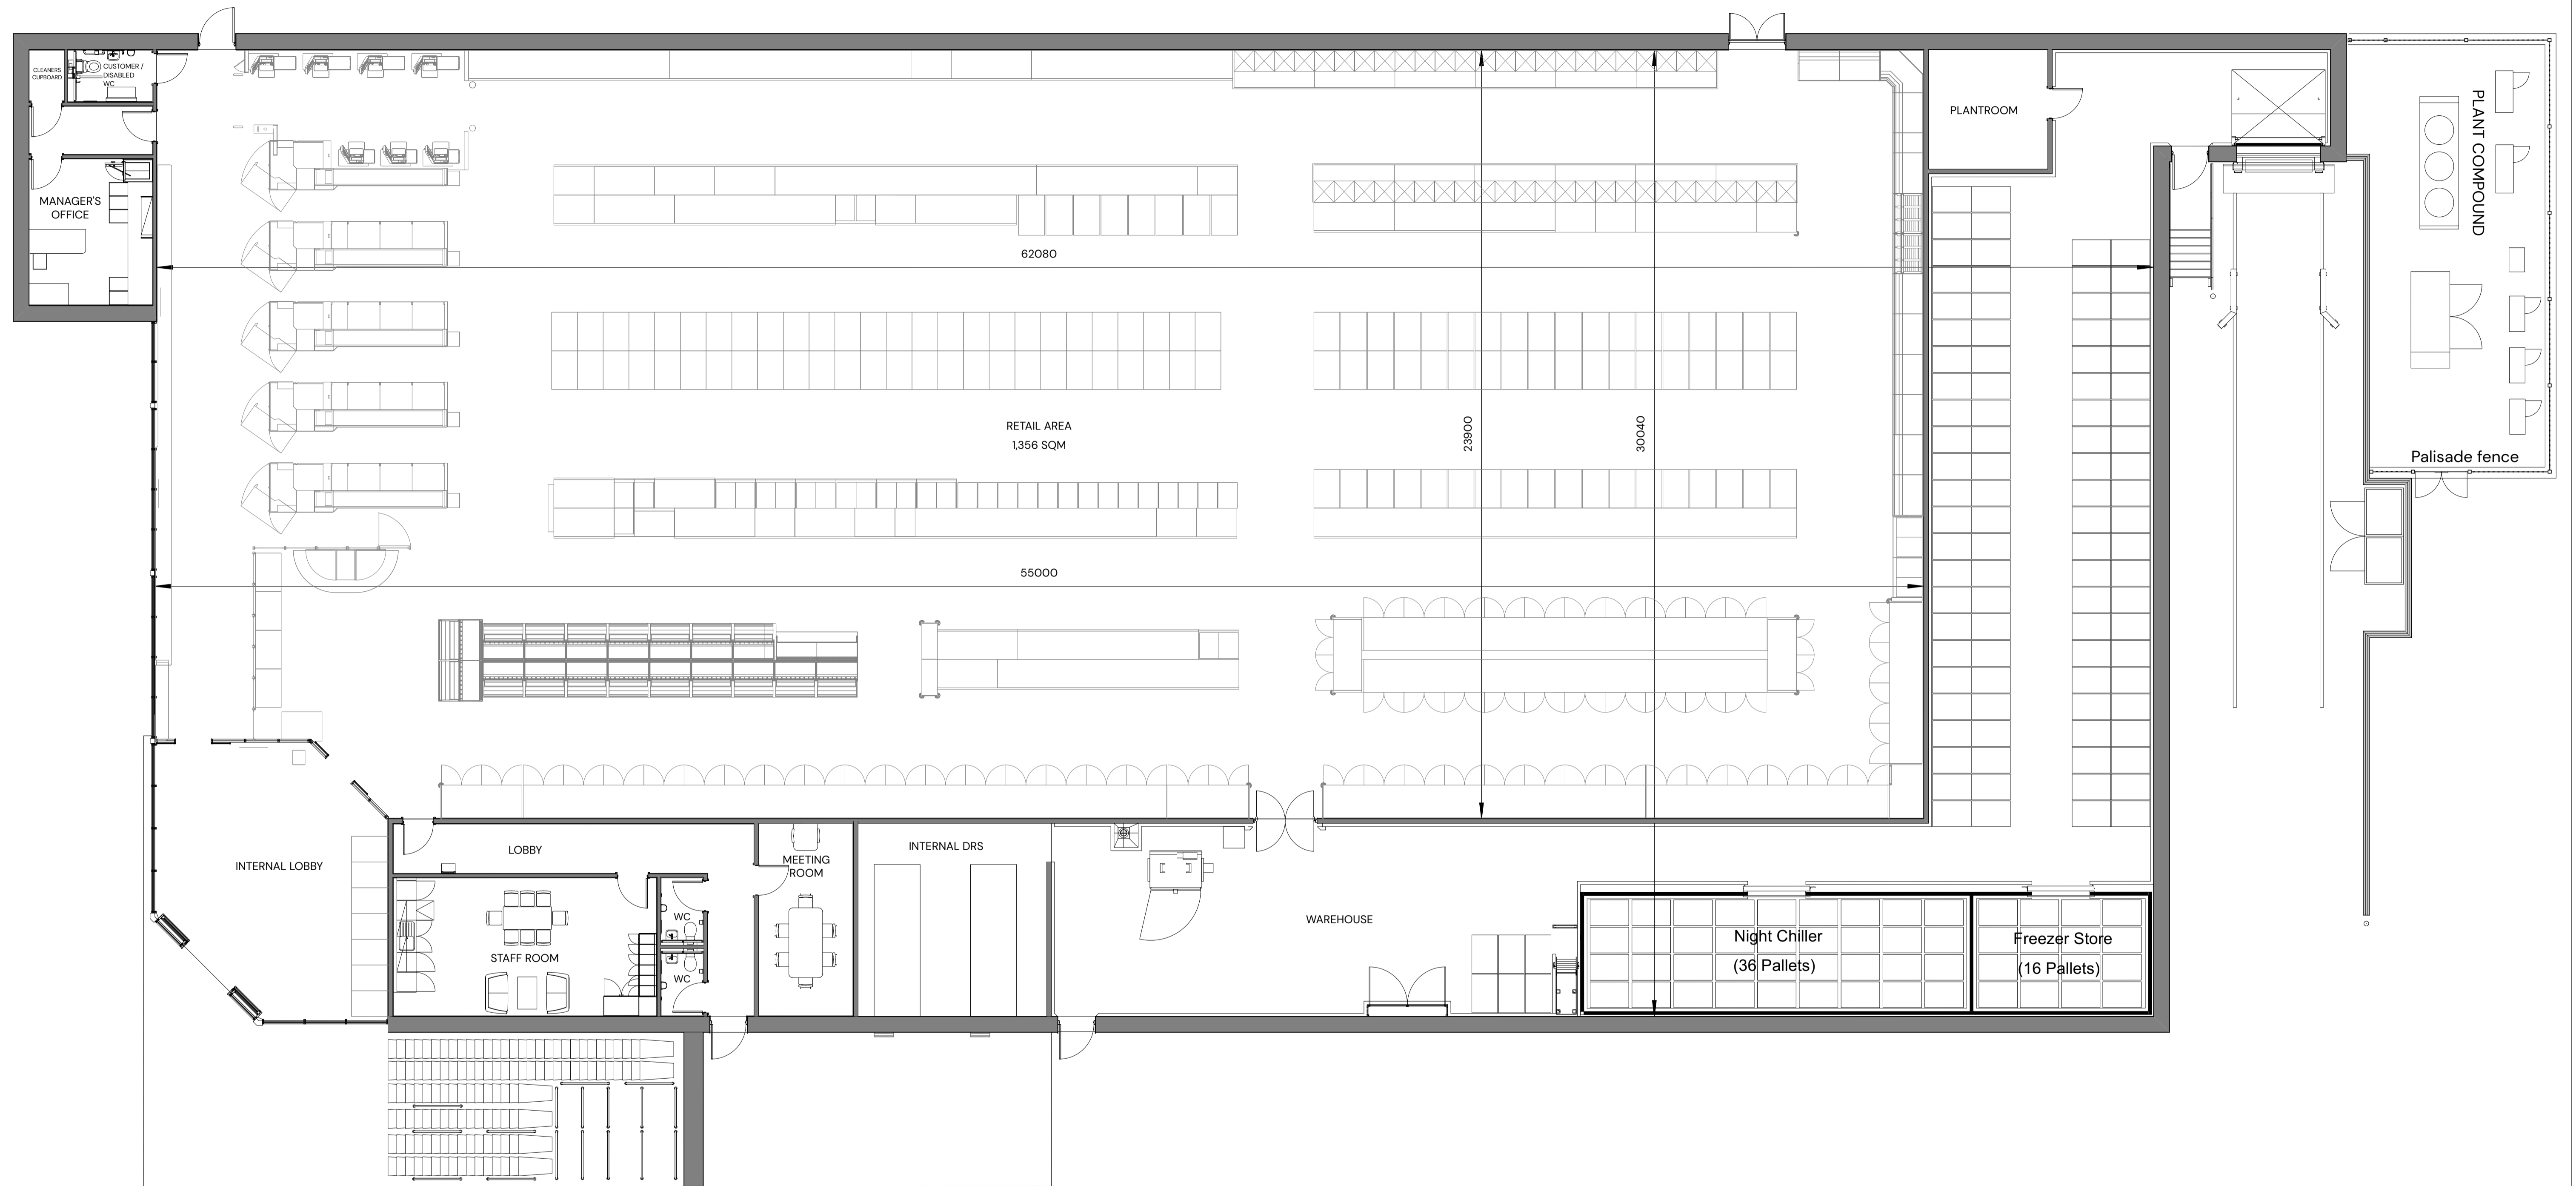 CLEANERS
CUPBOARD
CUSTOMER /
DISABLED
WC
MANAGER'S
OFFICE
PLANTROOM
PLANT COMPOUND
Palisade fence
62080
RETAIL AREA
1,356 SQM
23900
30040
55000
INTERNAL LOBBY
LOBBY
MEETING
ROOM
INTERNAL DRS
STAFF ROOM
WC
WC
WAREHOUSE
Night Chiller
(36 Pallets)
Freezer Store
(16 Pallets)